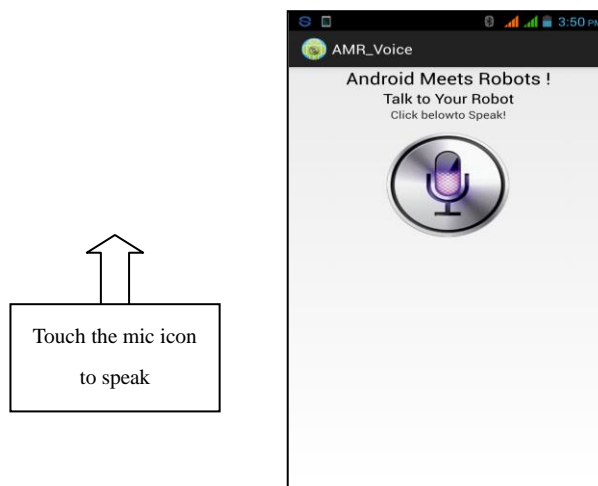 3:50 PM
AMR_Voice
Android Meets Robots !
Talk to Your Robot
Click belowto Speak!
Touch the mic icon
to speak